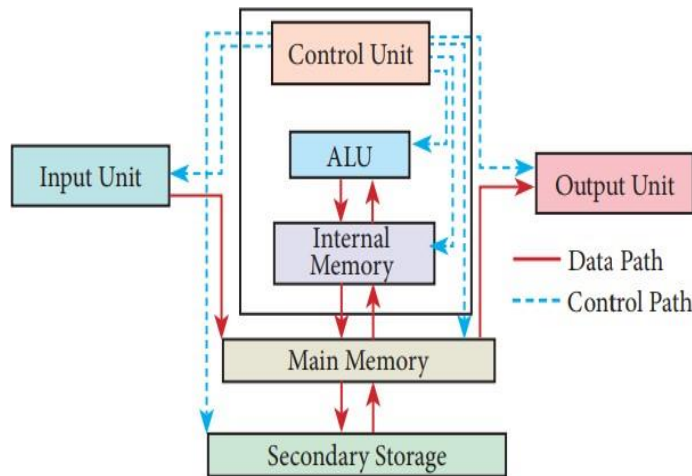 Control Unit
ALU
Input Unit
Output Unit
Internal
Memory
Data Path
Control Path
Main Memory
Secondary Storage